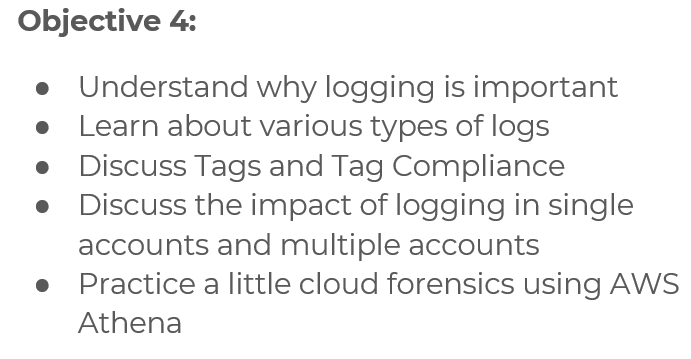 Objective 4:
● Understand why logging is important
● Learn about various types of logs
● Discuss Tags and Tag Compliance
● Discuss the impact of logging in single
accounts and multiple accounts
● Practice a little cloud forensics using AWS
Athena